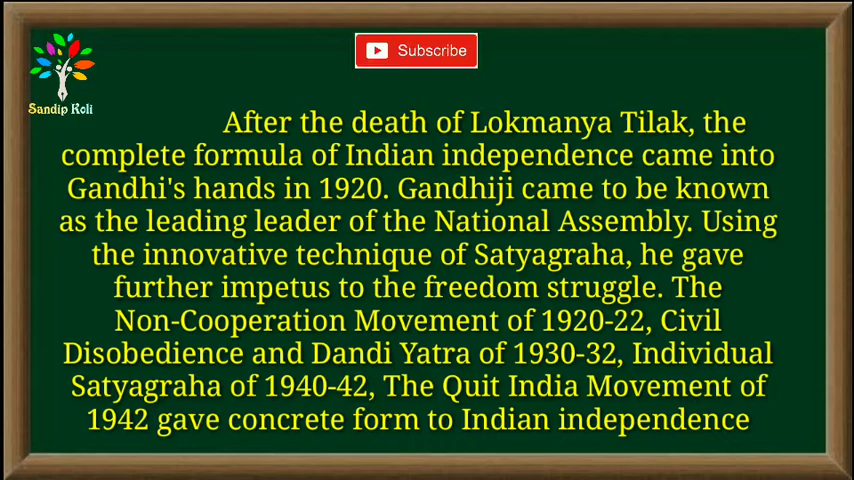 Subscribe
Sandip Koli
After the death of Lokmanya Tilak, the
complete formula of Indian independence came into
Gandhi's hands in 1920. Gandhiji came to be known
as the leading leader of the National Assembly. Using
the innovative technique of Satyagraha, he gave
further impetus to the freedom struggle. The
Non-Cooperation Movement of 1920-22, Civil
Disobedience and Dandi Yatra of 1930-32, Individual
Satyagraha of 1940-42, The Quit India Movement of
1942 gave concrete form to Indian independence